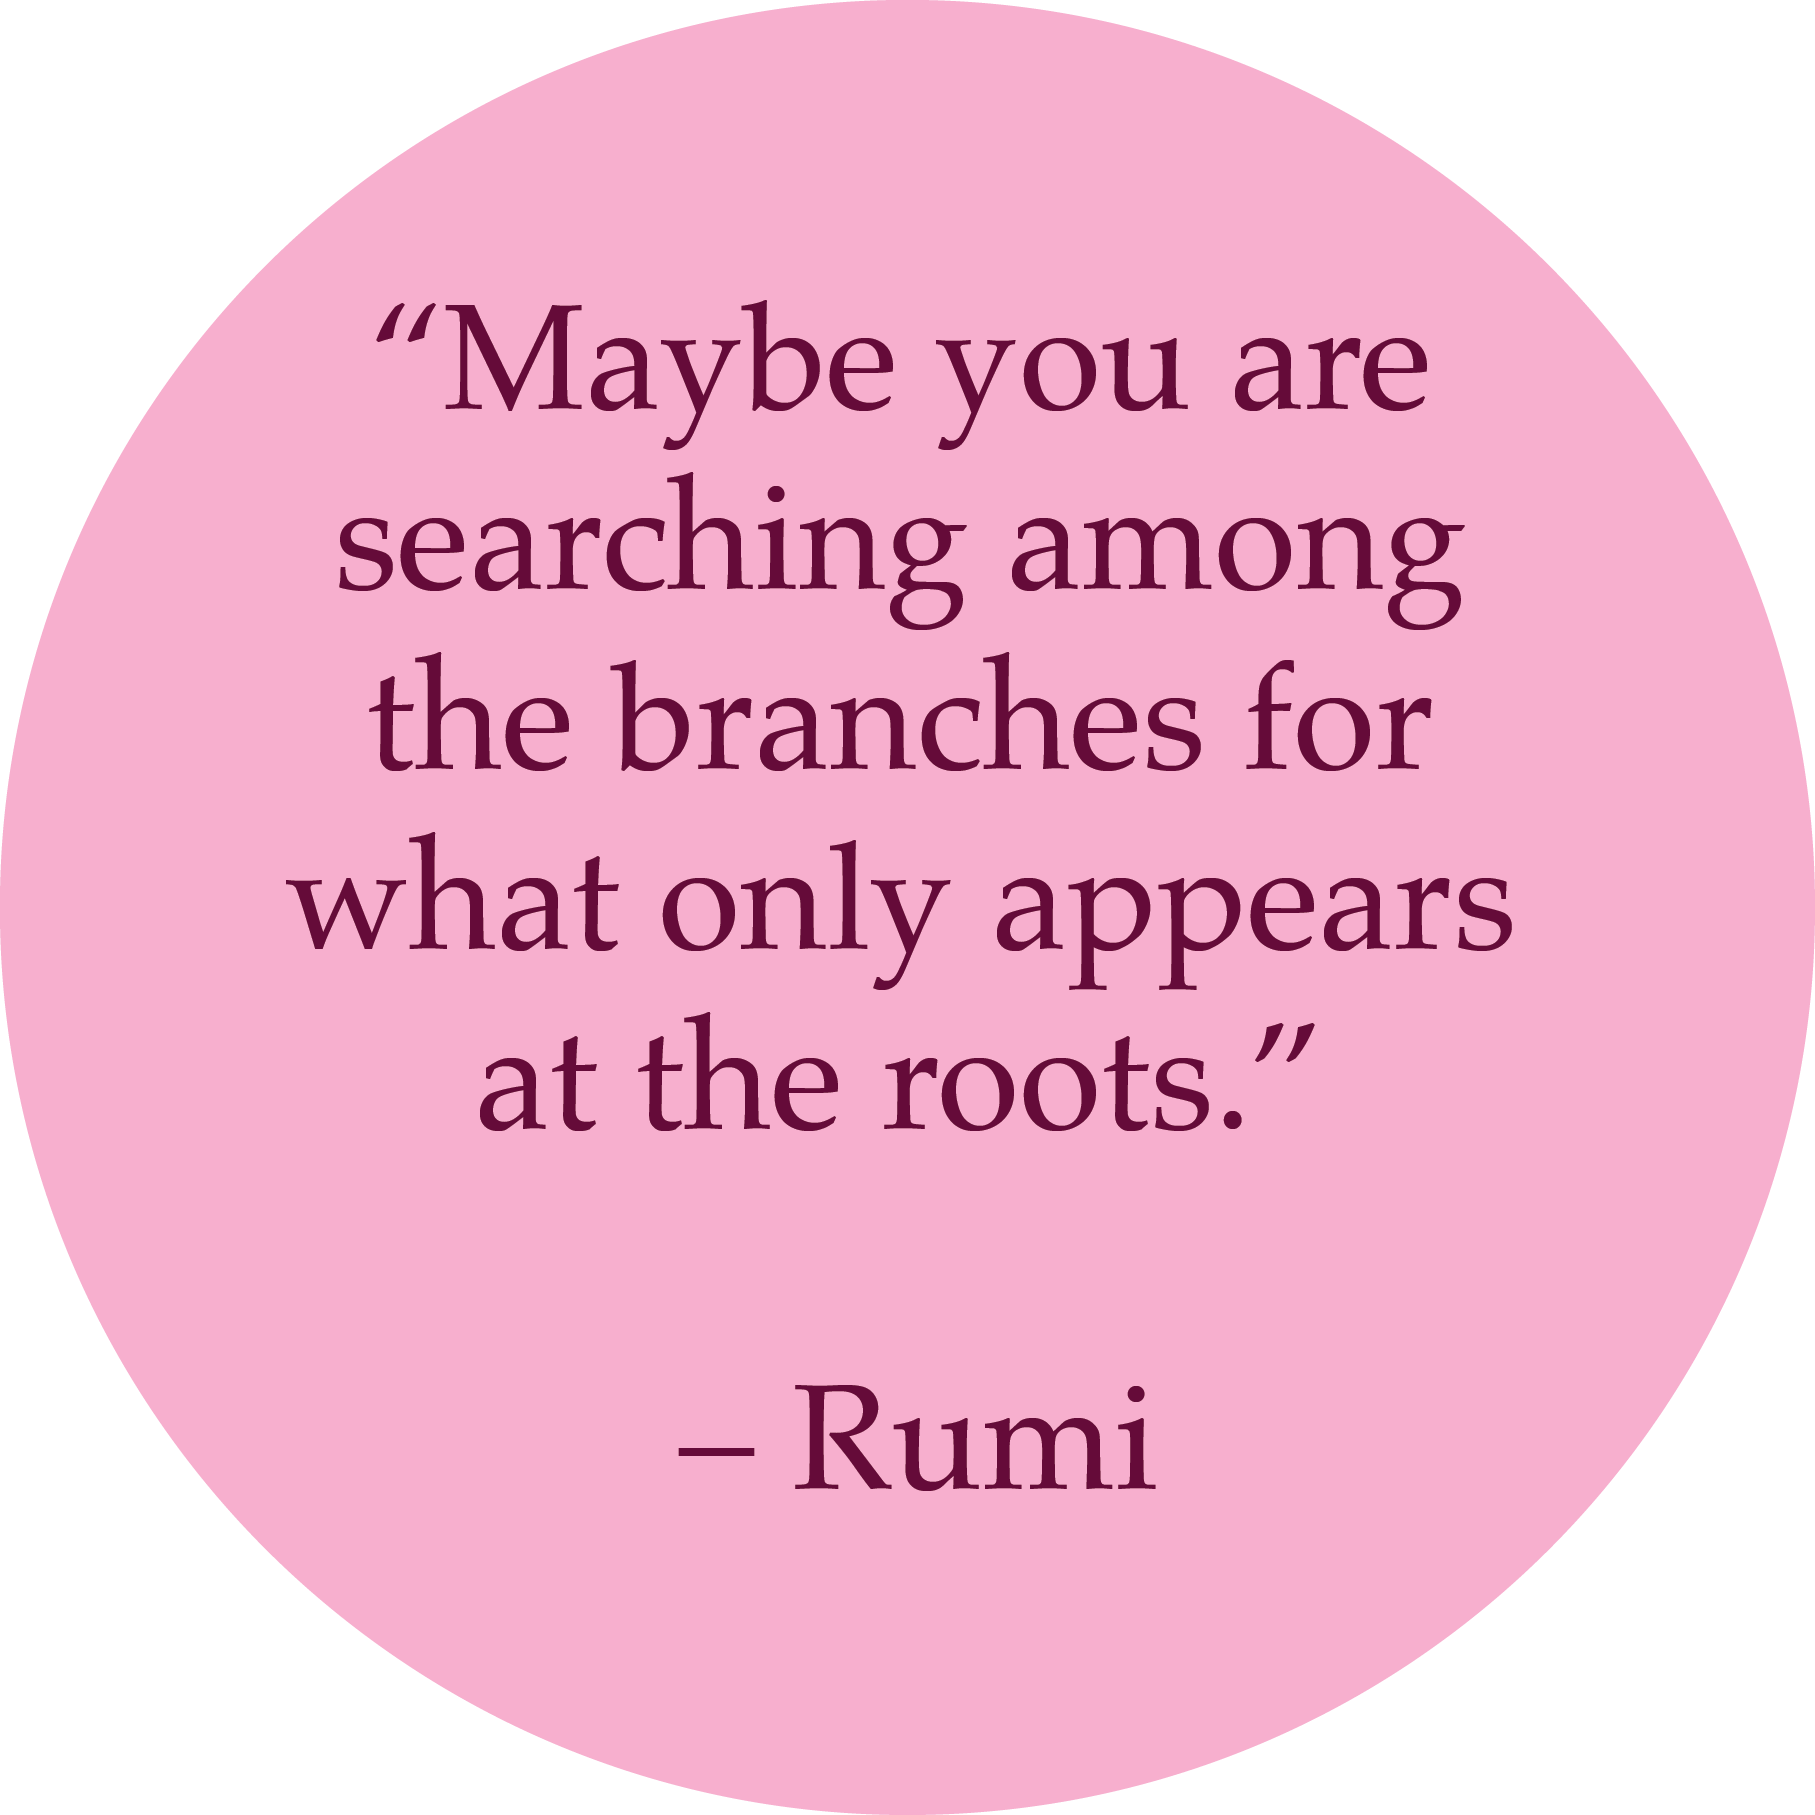 “Maybe you are
searching among
the branches for
what only appears
at the roots.”
– Rumi